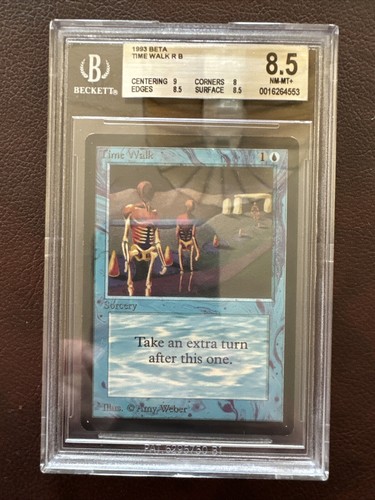 1993 BETA
TIME WALK R B
CENTERING 9 CORNERS 8
EDGES 8.5 SURFACE 8.5
B
BECKETT
8.5
NM-MT+
0016264553
Time Walk 1
Sorcery
Take an extra turn
after this one.
Illus. © Amy Weber